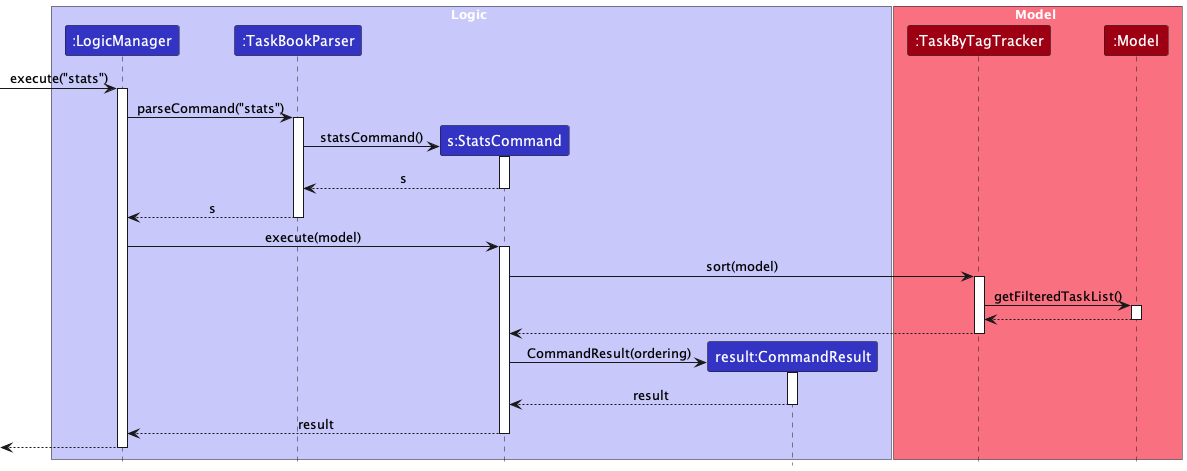 Logic
Model
:LogicManager
:TaskBookParser
:TaskByTagTracker
:Model
execute("stats")
parseCommand("stats")
statsCommand()
s:StatsCommand
s
s
execute(model)
sort(model)
getFilteredTaskList()
CommandResult(ordering)
result:CommandResult
result
result